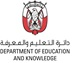 دائرة التعليم والمعرفة
DEPARTMENT OF EDUCATION
AND KNOWLEDGE